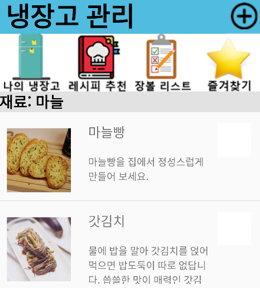 냉장고 관리
나의 냉장고 레시피 추천 장볼 리스트 즐겨찾기
재료: 마늘
마늘빵
마늘빵을 집에서 정성스럽게
만들어 보세요.
갓김치
물에 밥을 말아 갓김치를 얹어
먹으면 밥도둑이 따로 없답니
다. 쌉쌀한 맛이 매력인 갓김